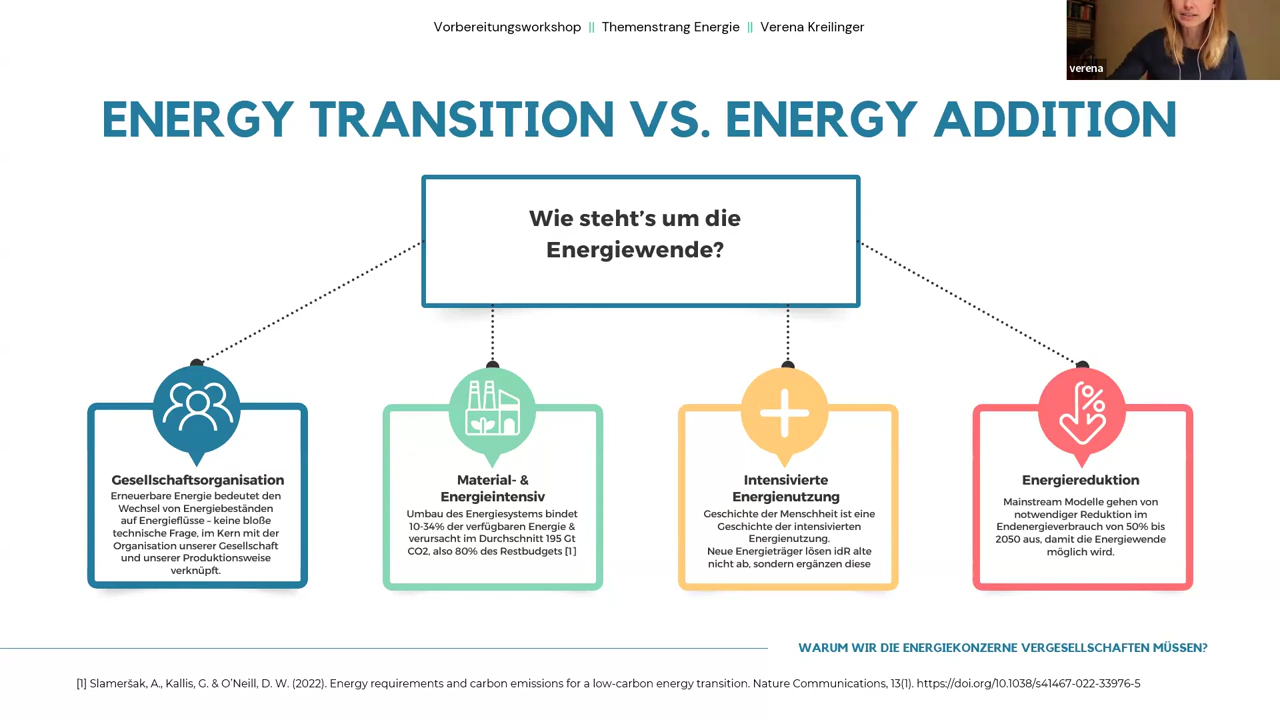 Vorbereitungsworkshop || Themenstrang Energie || Verena Kreilinger
verena
ENERGY TRANSITION VS. ENERGY ADDITION
Wie steht’s um die
Energiewende?
Gesellschaftsorganisation
Erneuerbare Energie bedeutet den
Wechsel von Energiebeständen
auf Energieflüsse – keine bloße
technische Frage, im Kern mit der
Organisation unserer Gesellschaft
und unserer Produktionsweise
verknüpft.
Material- &
Energieintensiv
Umbau des Energiesystems bindet
10-34% der verfügbaren Energie &
verursacht im Durchschnitt 195 Gt
CO2, also 80% des Restbudgets [1]
Intensivierte
Energienutzung
Geschichte der Menschheit ist eine
Geschichte der intensivierten
Energienutzung.
Neue Energieträger lösen idR alte
nicht ab, sondern ergänzen diese
%
Energiereduktion
Mainstream Modelle gehen von
notwendiger Reduktion im
Endenergieverbrauch von 50% bis
2050 aus, damit die Energiewende
möglich wird.
WARUM WIR DIE ENERGIEKONZERNE VERGESELLSCHAFTEN MÜSSEN?
[1] Slameršak, A., Kallis, G. & O’Neill, D. W. (2022). Energy requirements and carbon emissions for a low-carbon energy transition. Nature Communications, 13(1). https://doi.org/10.1038/s41467-022-33976-5